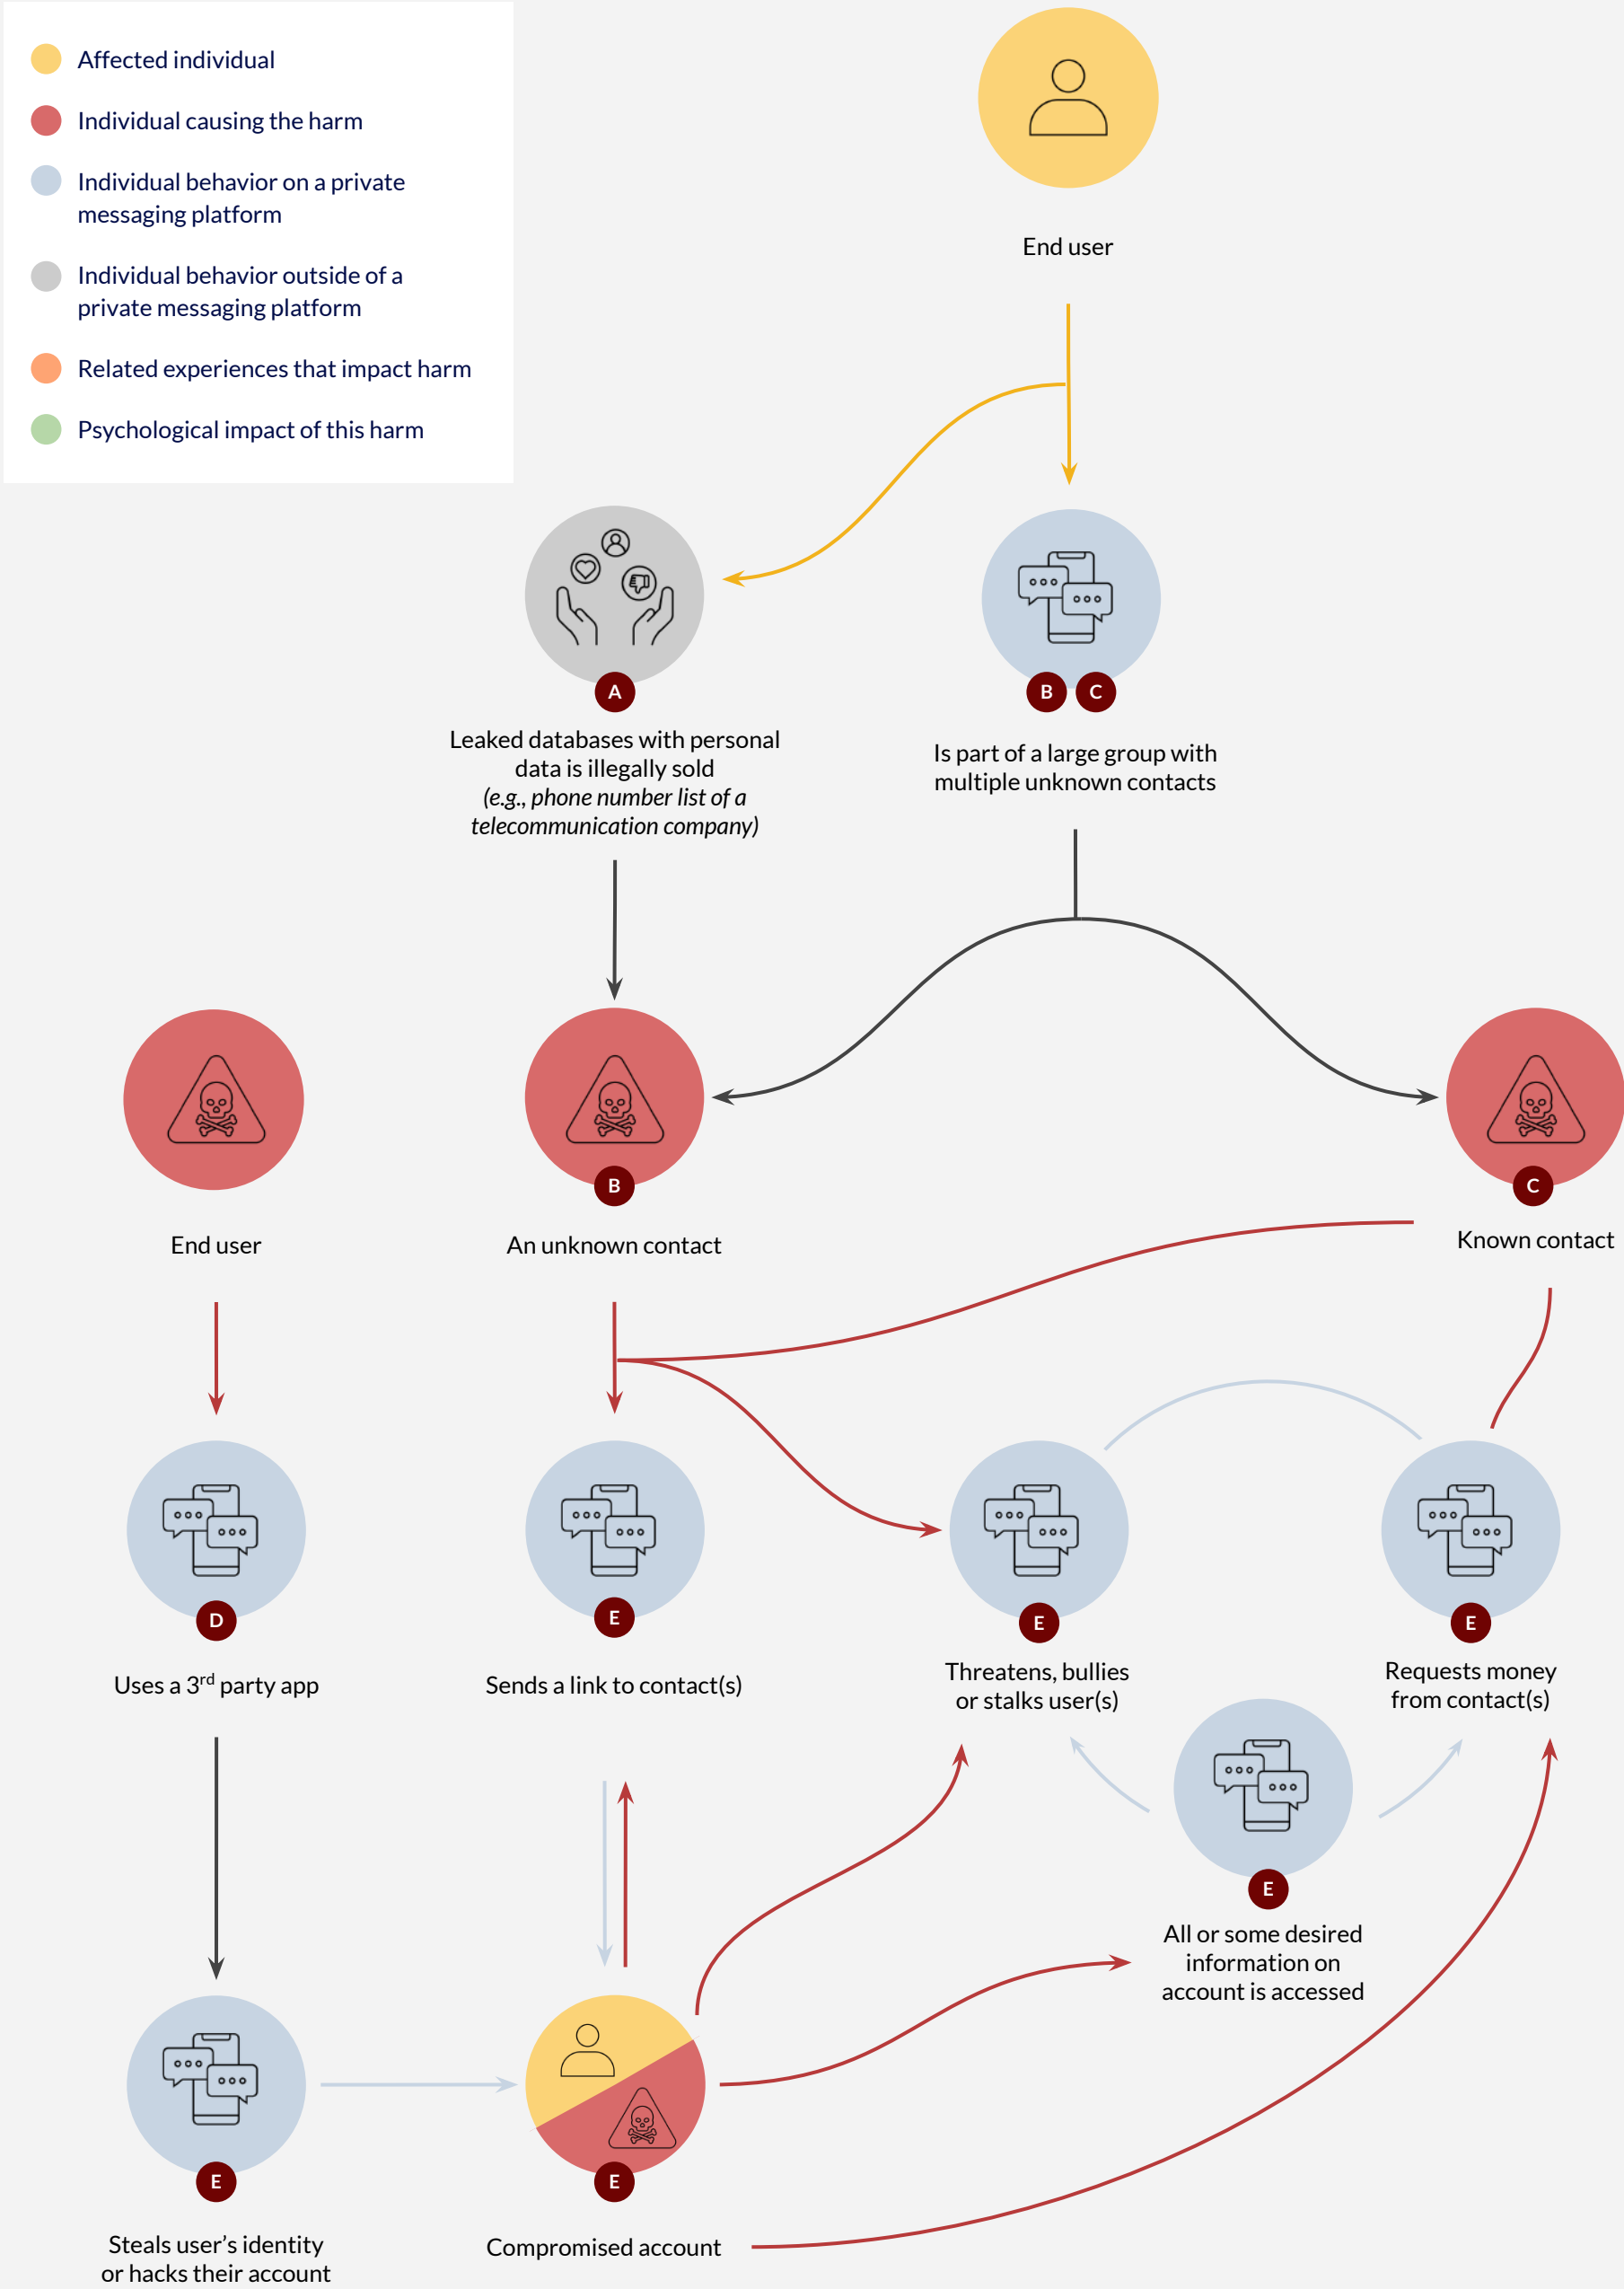 Affected individual
Individual causing the harm
Individual behavior on a private
messaging platform
Individual behavior outside of a
private messaging platform
Related experiences that impact harm
Psychological impact of this harm
End user
A
Leaked databases with personal
data is illegally sold
(e.g., phone number list of a
telecommunication company)
B C
Is part of a large group with
multiple unknown contacts
End user
B
An unknown contact
C
Known contact
D
Uses a 3rd party app
E
Sends a link to contact(s)
E
Threatens, bullies
or stalks user(s)
E
Requests money
from contact(s)
E
All or some desired
information on
account is accessed
E
Steals user’s identity
or hacks their account
E
Compromised account